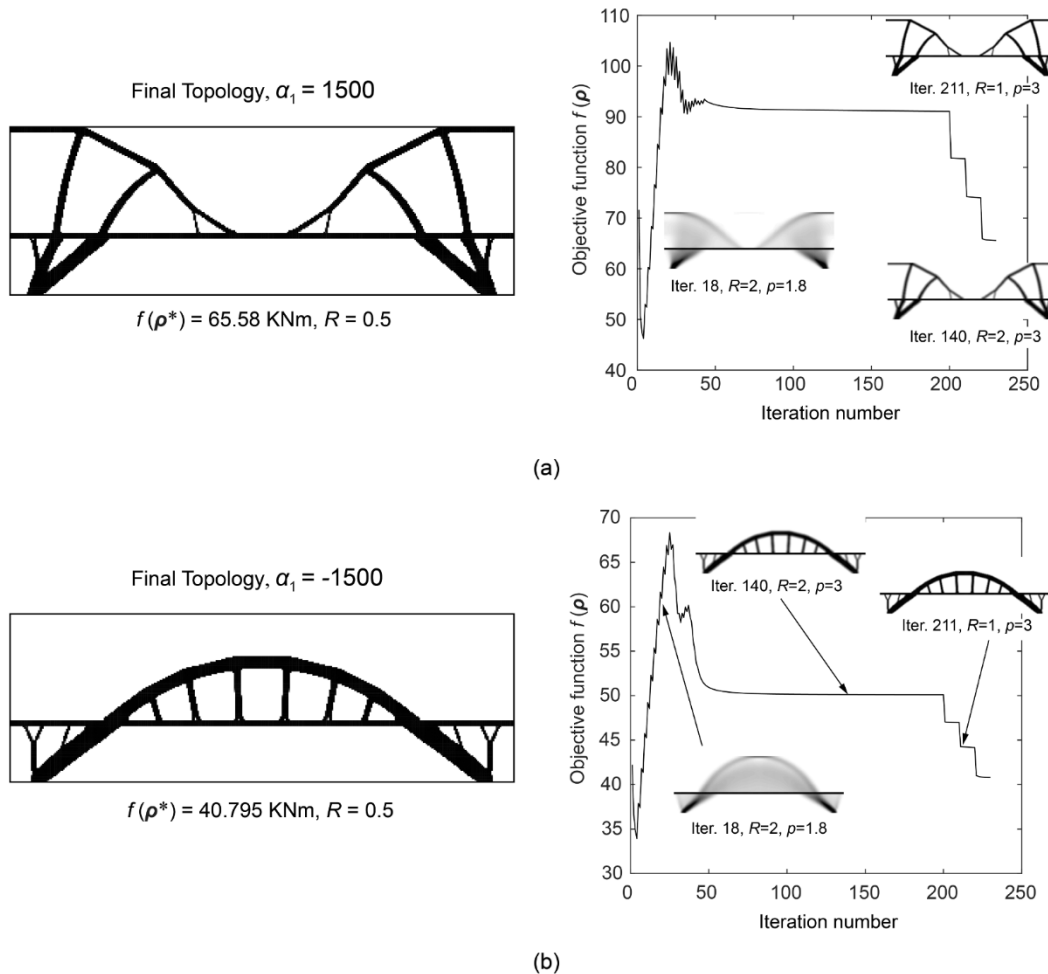 Final Topology, α₁ = 1500
f (ρ*) = 65.58 KNm, R = 0.5
Objective function f (ρ)
110
100
90
80
70
60
50
40
Iter. 211, R=1, p=3
Iter. 18, R=2, p=1.8
Iter. 140, R=2, p=3
0
50
100
150
200
250
Iteration number
(a)
Final Topology, α₁ = -1500
f (ρ*) = 40.795 KNm, R = 0.5
Objective function f (ρ)
70
65
60
55
50
45
40
35
30
Iter. 140, R=2, p=3
Iter. 211, R=1, p=3
Iter. 18, R=2, p=1.8
0
50
100
150
200
250
Iteration number
(b)